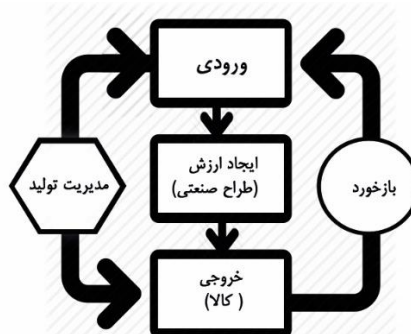 ورودی
ایجاد ارزش
(طراح صنعتی)
مدیریت تولید
بازخورد
خروجی
( کالا)